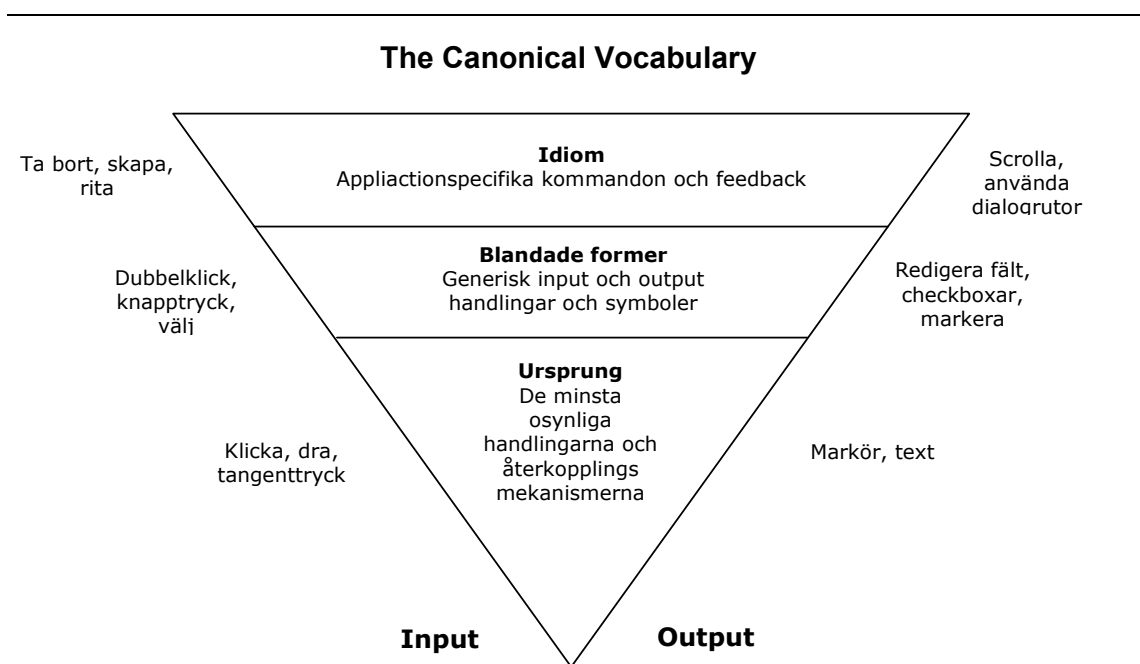 The Canonical Vocabulary
Idiom
Appliactionspecifika kommandon och feedback
Ta bort, skapa,
rita
Scrolla,
använda
dialogrutor
Blandade former
Generisk input och output
handlingar och symboler
Dubbelklick,
knapptryck,
välj
Redigera fält,
checkboxar,
markera
Ursprung
De minsta
osynliga
handlingarna och
återkopplings
mekanismerna
Klicka, dra,
tangenttryck
Markör, text
Input
Output